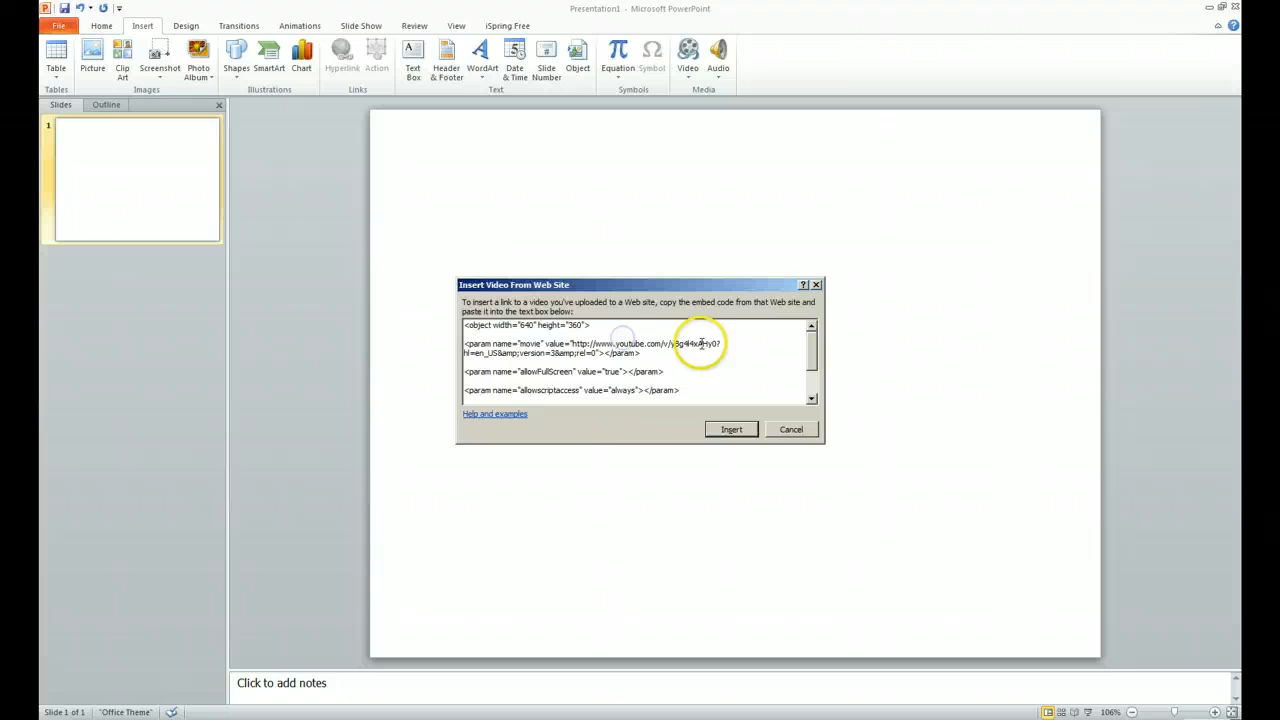 Presentation1 - Microsoft PowerPoint
File Home Insert Design Transitions Animations Slide Show Review View iSpring Free
Table Picture Clip Art Screenshot Photo Album Shapes SmartArt Chart Hyperlink Action Text Box Header & Footer WordArt Date & Time Slide Number Object Equation Symbol Video Audio
Tables Images Illustrations Links Text Symbols Media
Slides Outline
1
Insert Video From Web Site
To insert a link to a video you've uploaded to a Web site, copy the embed code from that Web site and
paste it into the text box below:
<object width="640" height="360">
<param name="movie" value="http://www.youtube.com/v/
hl=en_US&amp;version=3&amp;rel=0"></param>
<param name="allowFullScreen" value="true"></param>
<param name="allowscriptaccess" value="always"></param>
Help and examples
Insert Cancel
Click to add notes
Slide 1 of 1 "Office Theme" 106%